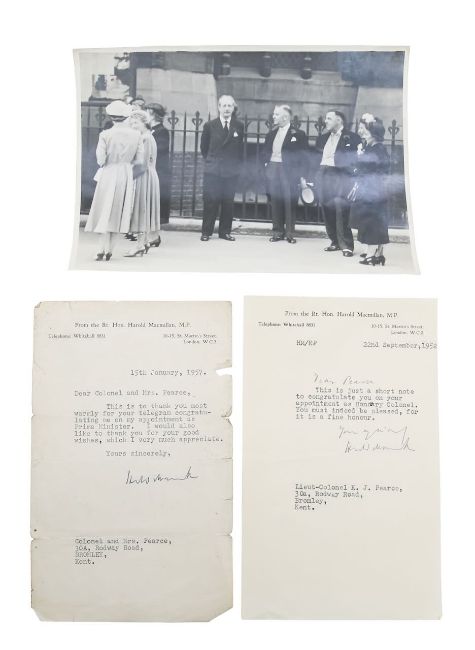 From the Rt. Hon. Harold Macmillan, M.P.
Telephone: Whitehall 8831
10-15, St. Martin's Street,
London, W.C.2.
15th January, 1957.
Dear Colonel and Mrs. Pearce,
This is to thank you most
warmly for your telegram congratu-
lating me on my appointment as
Prime Minister. I would also
like to thank you for your good
wishes, which I very much appreciate.
Yours sincerely,
Colonel and Mrs. Pearce,
30A, Rodway Road,
BROMLEY,
Kent.
From the Rt. Hon. Harold Macmillan, M.P.
Telephone: Whitehall 8831
10-15, St. Martin's Street,
London, W.C.2.
22nd September, 1952
Dear Pearce
This is just a short note
to congratulate you on your
appointment as Honorary Colonel.
You must indeed be pleased, for
it is a fine honour.
Lieut-Colonel K. J. Pearce,
30a, Rodway Road,
Bromley,
Kent.